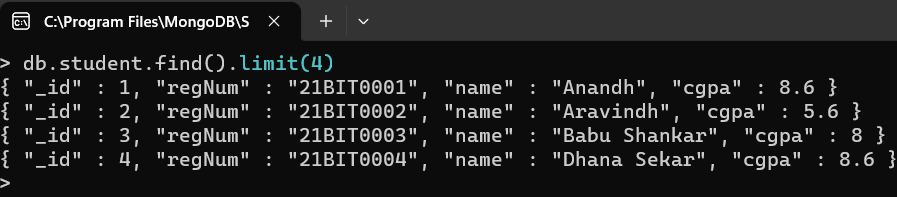 C:\Program Files\MongoDB\S
> db.student.find().limit(4)
{ "_id" : 1, "regNum" : "21BIT0001", "name" : "Anandh", "cgpa" : 8.6 }
{ "_id" : 2, "regNum" : "21BIT0002", "name" : "Aravindh", "cgpa" : 5.6 }
{ "_id" : 3, "regNum" : "21BIT0003", "name" : "Babu Shankar", "cgpa" : 8 }
{ "_id" : 4, "regNum" : "21BIT0004", "name" : "Dhana Sekar", "cgpa" : 8.6 }
>